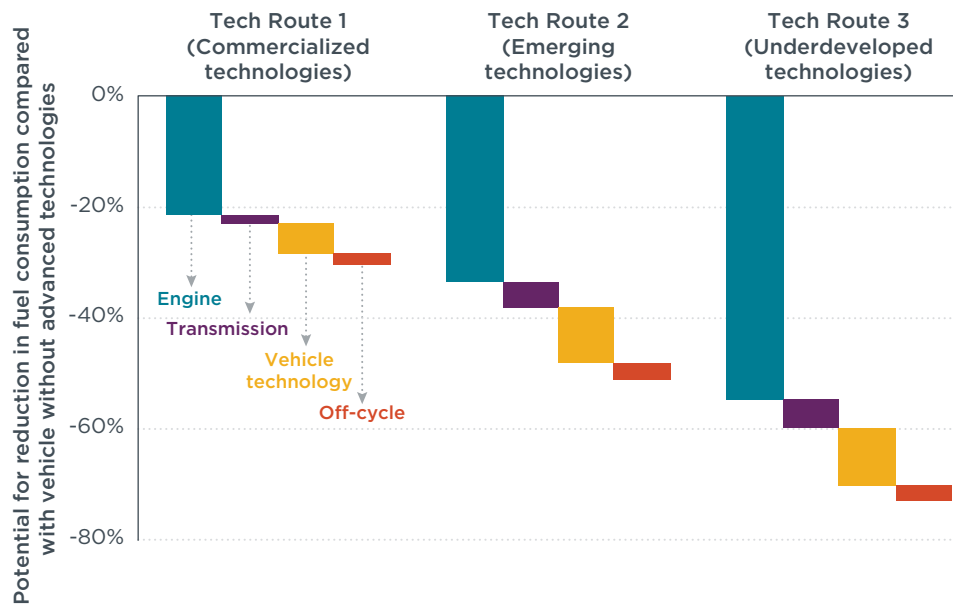 Tech Route 1
(Commercialized
technologies)
Tech Route 2
(Emerging
technologies)
Tech Route 3
(Underdeveloped
technologies)
Potential for reduction in fuel consumption compared
with vehicle without advanced technologies
0%
-20%
-40%
-60%
-80%
Engine
Transmission
Vehicle
technology
Off-cycle